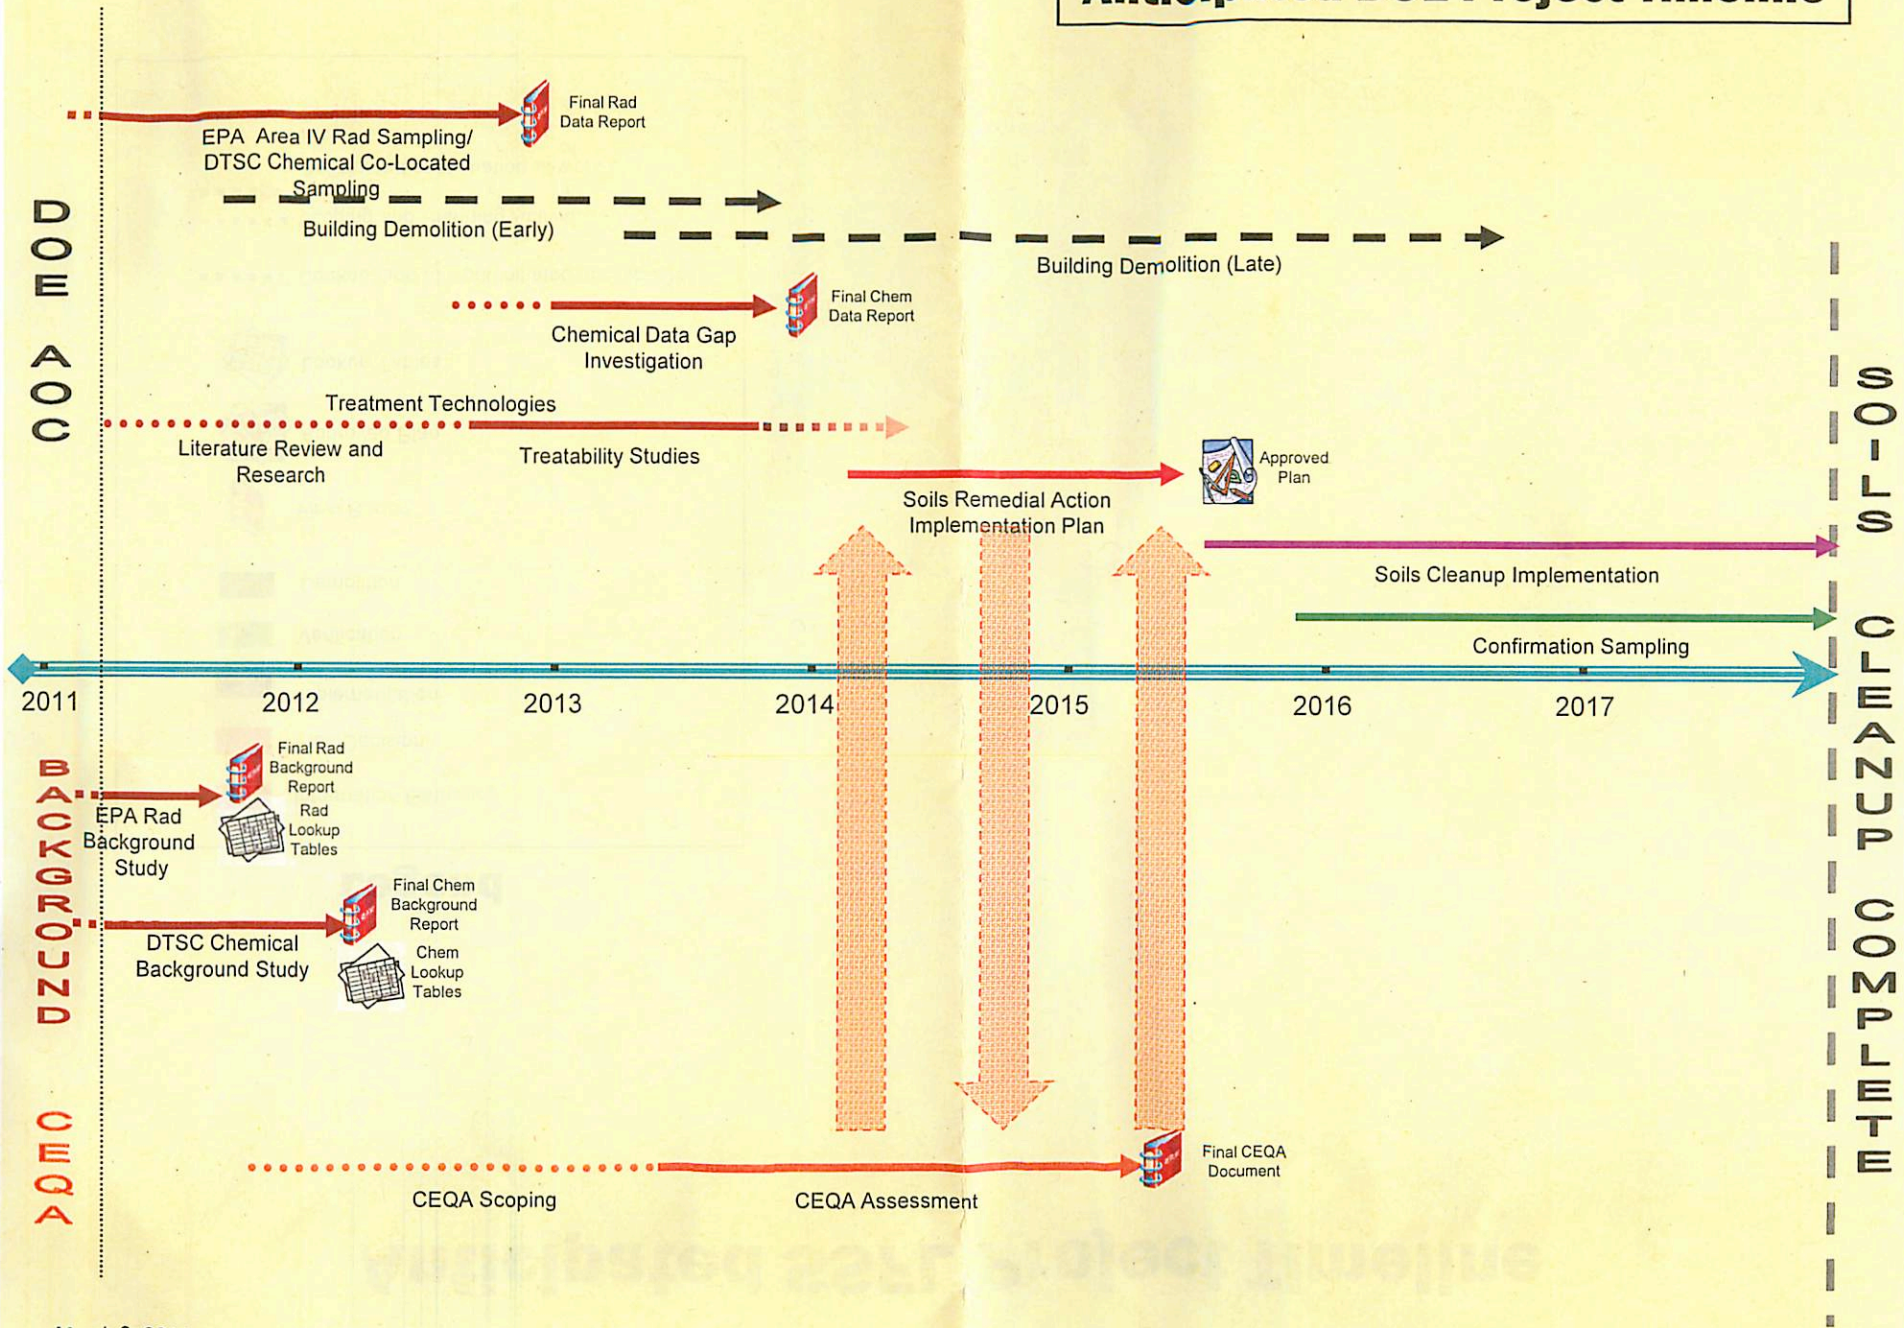 Project Timeline
Final Rad
Data Report
EPA Area IV Rad Sampling/
DTSC Chemical Co-Located
Sampling
Building Demolition (Early)
Building Demolition (Late)
Final Chem
Data Report
Chemical Data Gap
Investigation
Treatment Technologies
Literature Review and
Research
Treatability Studies
Approved
Plan
Soils Remedial Action
Implementation Plan
Soils Cleanup Implementation
Confirmation Sampling
DOE AOC
SOILS CLEANUP COMPLETE
2011 2012 2013 2014 2015 2016 2017
BACKGROUND
Final Rad
Background
Report
Rad
Lookup
Tables
EPA Rad
Background
Study
Final Chem
Background
Report
DTSC Chemical
Background Study
Chem
Lookup
Tables
CEQA
Final CEQA
Document
CEQA Scoping
CEQA Assessment